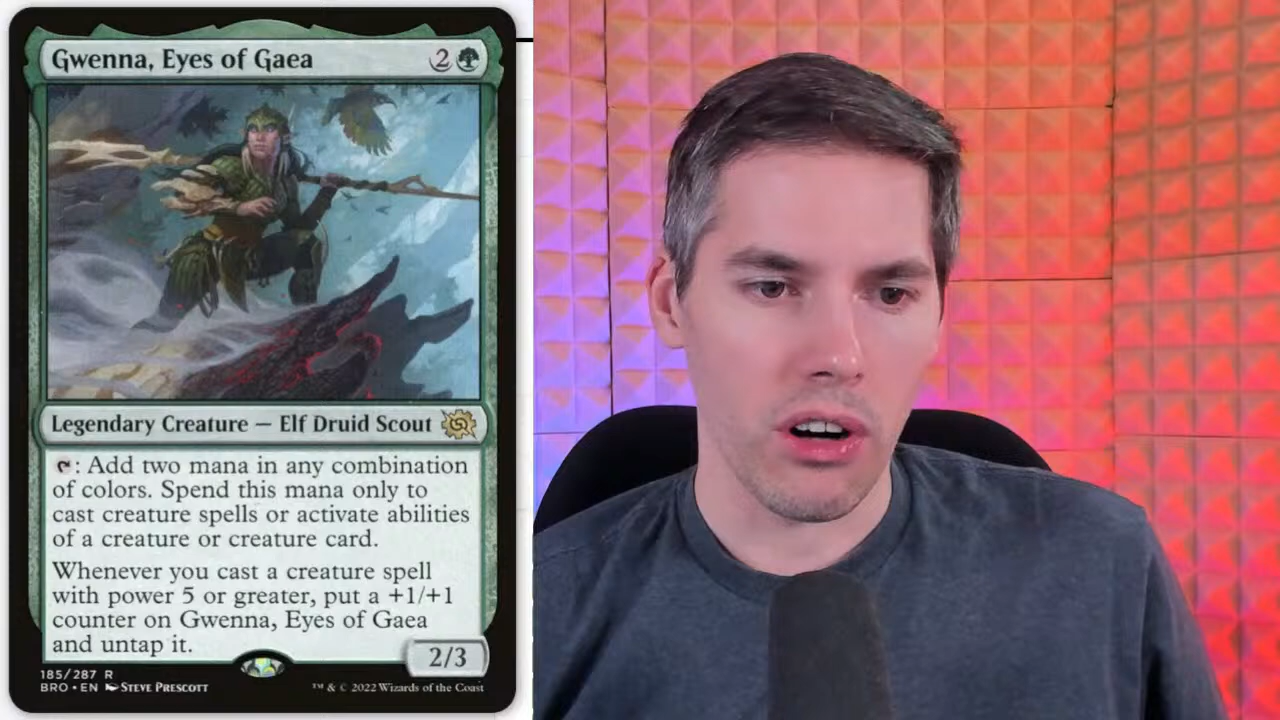 Gwenna, Eyes of Gaea 2
Legendary Creature — Elf Druid Scout
: Add two mana in any combination
of colors. Spend this mana only to
cast creature spells or activate abilities
of a creature or creature card.
Whenever you cast a creature spell
with power 5 or greater, put a +1/+1
counter on Gwenna, Eyes of Gaea
and untap it.
2/3
185/287 R
BRO • EN STEVE PRESCOTT
™ & © 2022 Wizards of the Coast